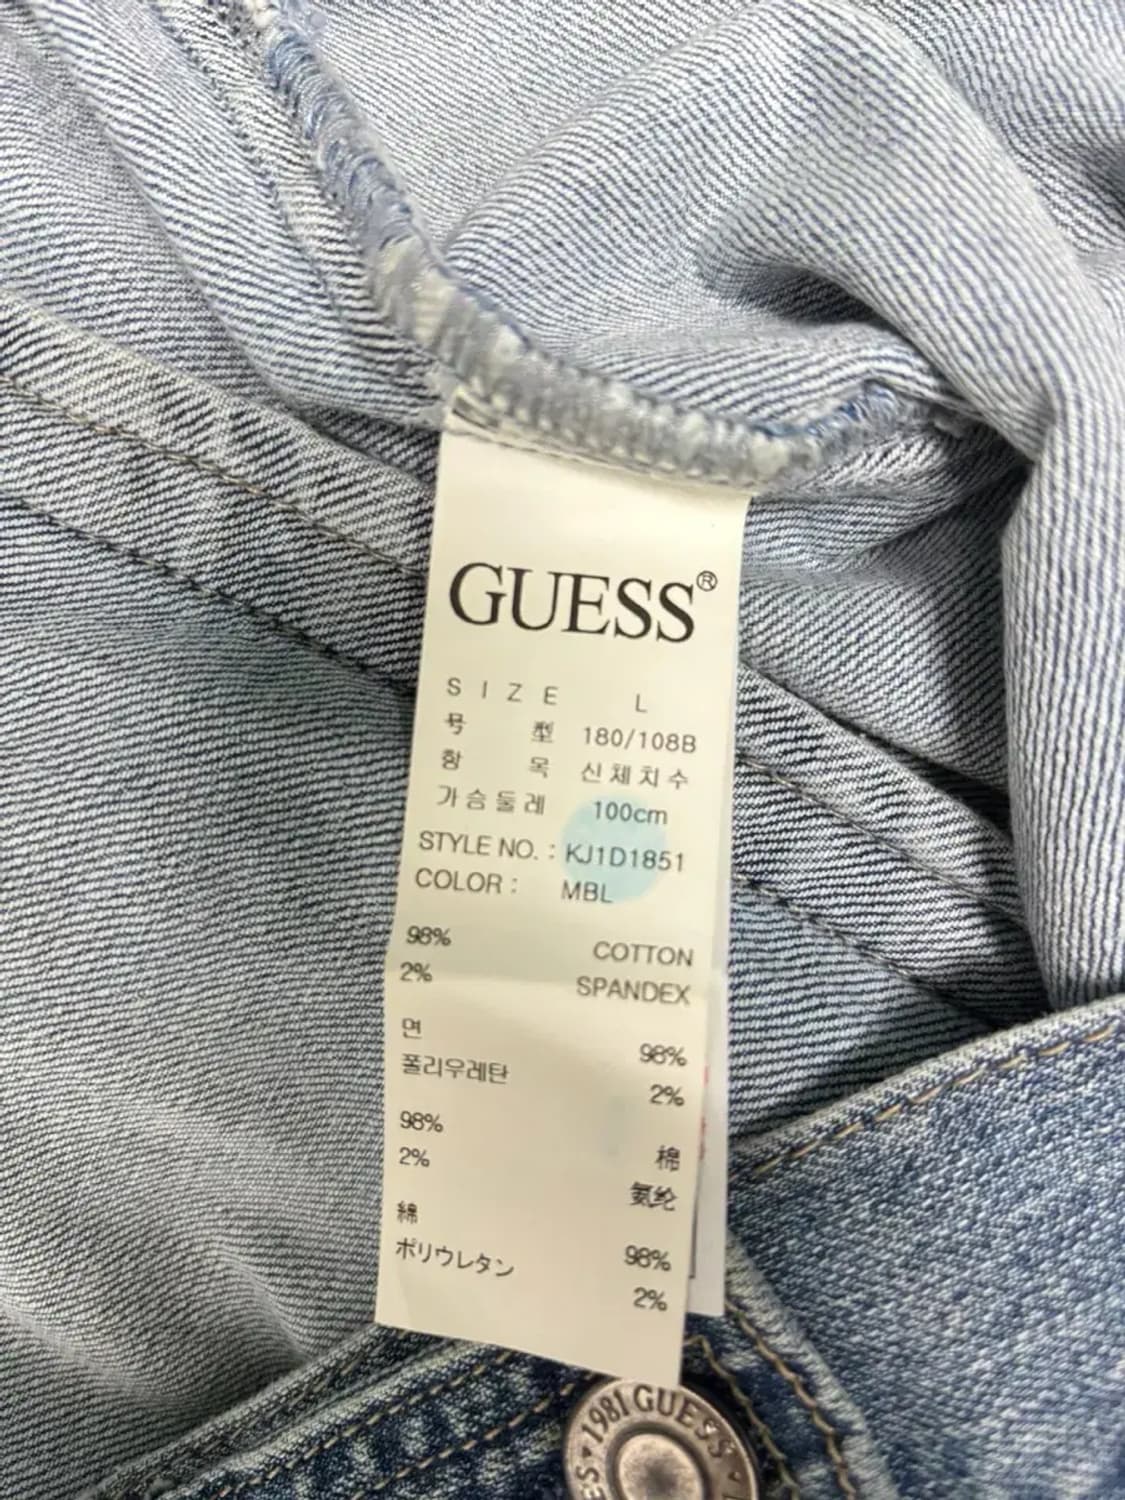 GUESS®
SIZE L
号型 180/108B
항목 신체치수
가슴둘레 100cm
STYLE NO. : KJ1D1851
COLOR : MBL
98% COTTON
2% SPANDEX
면 98%
폴리우레탄 2%
98% 棉
2% 氨纶
綿 98%
ポリウレタン 2%
1981 GUESS